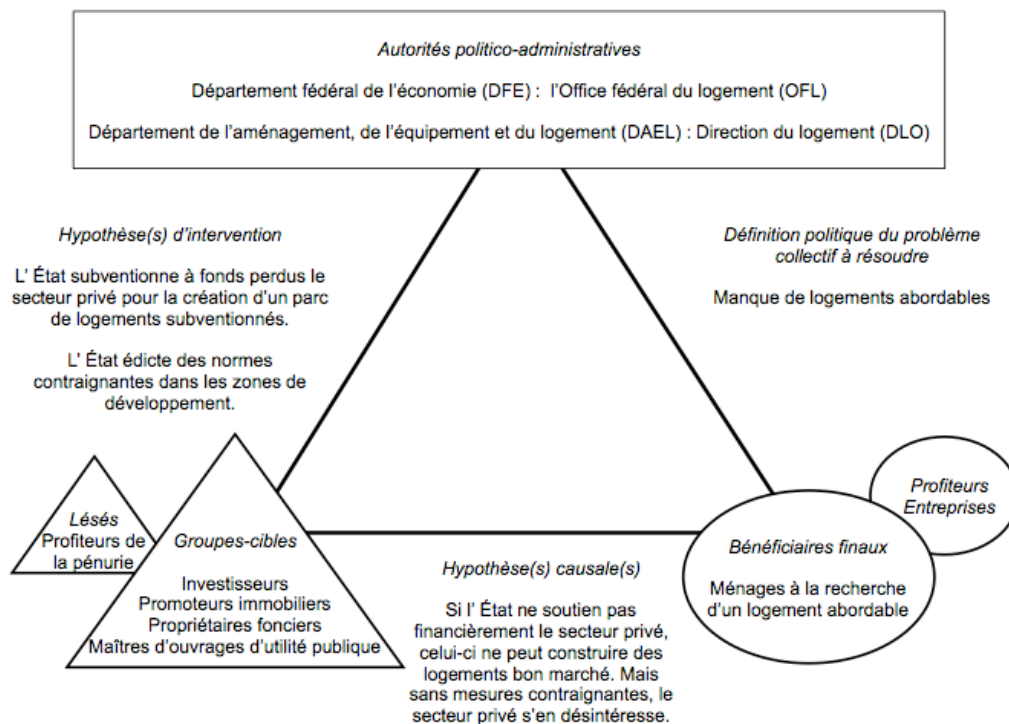 Autorités politico-administratives
Département fédéral de l'économie (DFE) :  l'Office fédéral du logement (OFL)
Département de l'aménagement, de l'équipement et du logement (DAEL) : Direction du logement (DLO)
Hypothèse(s) d'intervention
L' État subventionne à fonds perdus le
secteur privé pour la création d'un parc
de logements subventionnés.
L' État édicte des normes
contraignantes dans les zones de
développement.
Définition politique du problème
collectif à résoudre
Manque de logements abordables
Lésés
Profiteurs de
la pénurie
Groupes-cibles
Investisseurs
Promoteurs immobiliers
Propriétaires fonciers
Maîtres d'ouvrages d'utilité publique
Hypothèse(s) causale(s)
Si l' État ne soutien pas
financièrement le secteur privé,
celui-ci ne peut construire des
logements bon marché. Mais
sans mesures contraignantes, le
secteur privé s'en désintéresse.
Profiteurs
Entreprises
Bénéficiaires finaux
Ménages à la recherche
d'un logement abordable